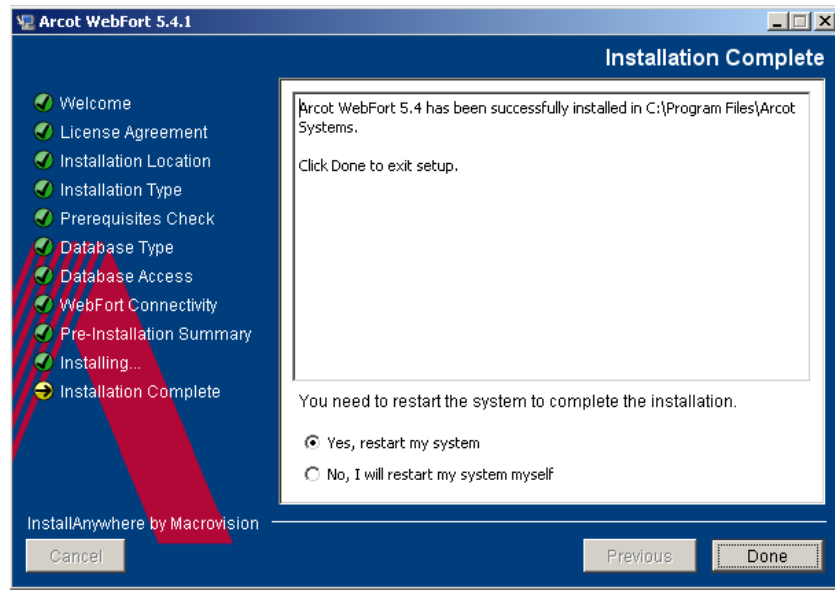 Arcot WebFort 5.4.1
Installation Complete
Welcome
License Agreement
Installation Location
Installation Type
Prerequisites Check
Database Type
Database Access
WebFort Connectivity
Pre-Installation Summary
Installing...
Installation Complete
Arcot WebFort 5.4 has been successfully installed in C:\Program Files\Arcot
Systems.
Click Done to exit setup.
You need to restart the system to complete the installation.
Yes, restart my system
No, I will restart my system myself
InstallAnywhere by Macrovision
Cancel
Previous
Done